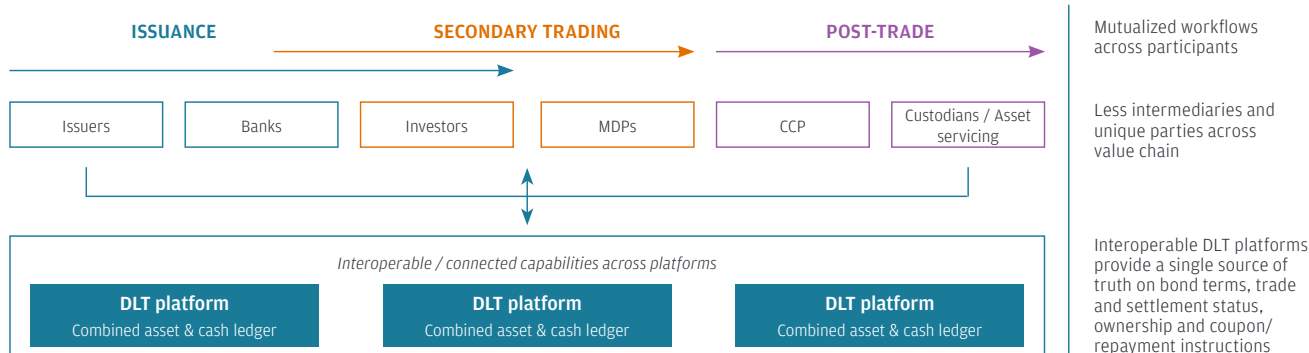 ISSUANCE
SECONDARY TRADING
POST-TRADE
Mutualized workflows
across participants
Issuers
Banks
Investors
MDPs
CCP
Custodians / Asset
servicing
Less intermediaries and
unique parties across
value chain
Interoperable / connected capabilities across platforms
DLT platform
Combined asset & cash ledger
DLT platform
Combined asset & cash ledger
DLT platform
Combined asset & cash ledger
Interoperable DLT platforms
provide a single source of
truth on bond terms, trade
and settlement status,
ownership and coupon/
repayment instructions